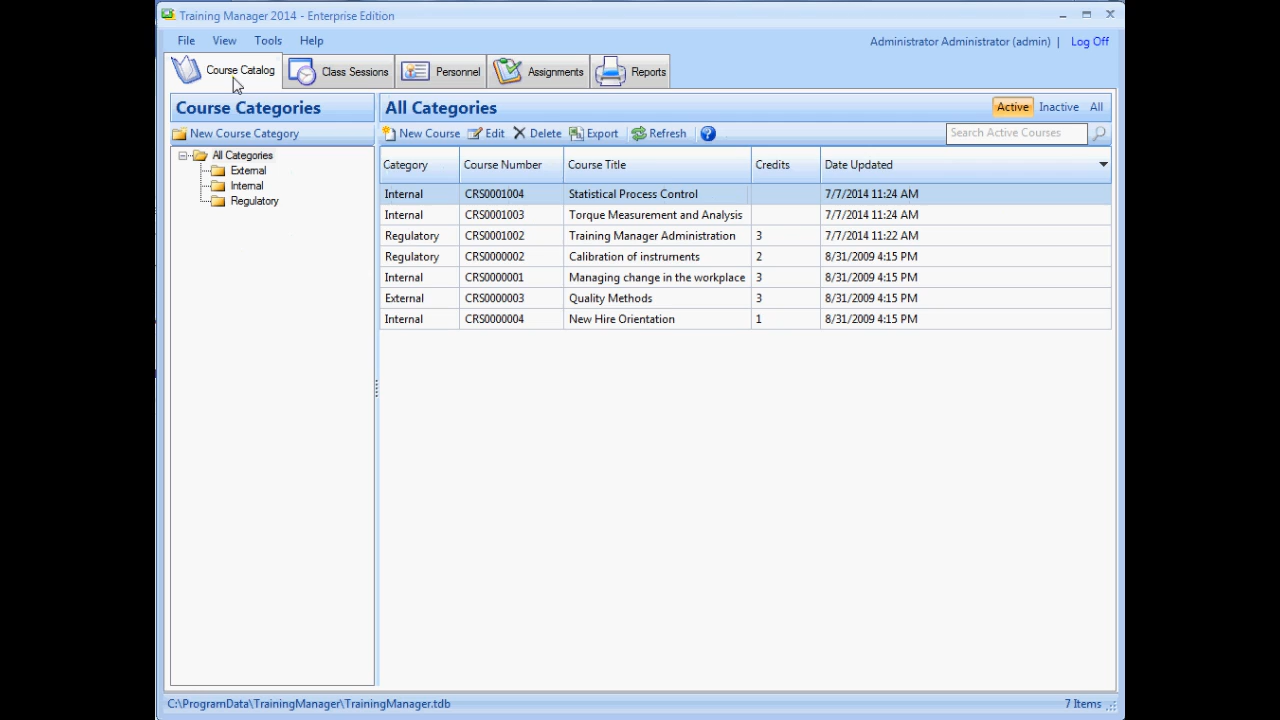 Training Manager 2014 - Enterprise Edition
File View Tools Help Administrator Administrator (admin) | Log Off
Course Catalog Class Sessions Personnel Assignments Reports
Course Categories All Categories Active Inactive All
New Course Category New Course Edit Delete Export Refresh ? Search Active Courses
All Categories
External
Internal
Regulatory
Category Course Number Course Title Credits Date Updated
Internal CRS0001004 Statistical Process Control 7/7/2014 11:24 AM
Internal CRS0001003 Torque Measurement and Analysis 7/7/2014 11:24 AM
Regulatory CRS0001002 Training Manager Administration 3 7/7/2014 11:22 AM
Regulatory CRS0000002 Calibration of instruments 2 8/31/2009 4:15 PM
Internal CRS0000001 Managing change in the workplace 3 8/31/2009 4:15 PM
External CRS0000003 Quality Methods 3 8/31/2009 4:15 PM
Internal CRS0000004 New Hire Orientation 1 8/31/2009 4:15 PM
C:\ProgramData\TrainingManager\TrainingManager.tdb 7 Items